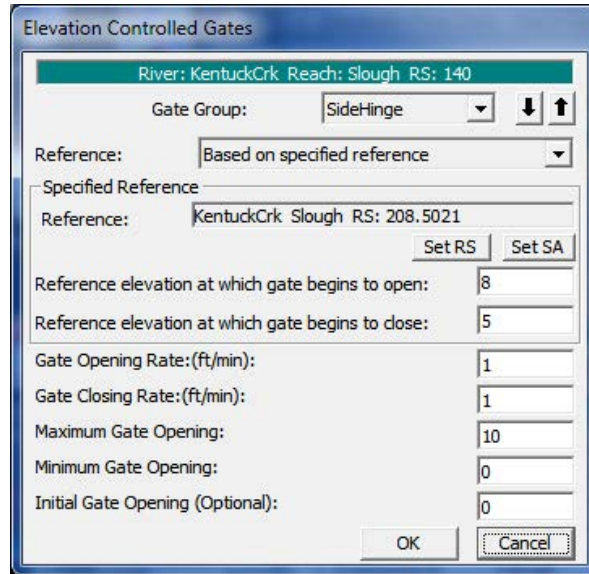 Elevation Controlled Gates
River: KentuckCrk Reach: Slough RS: 140
Gate Group: SideHinge
Reference: Based on specified reference
Specified Reference
Reference: KentuckCrk Slough RS: 208.5021
Set RS Set SA
Reference elevation at which gate begins to open: 8
Reference elevation at which gate begins to close: 5
Gate Opening Rate:(ft/min): 1
Gate Closing Rate:(ft/min): 1
Maximum Gate Opening: 10
Minimum Gate Opening: 0
Initial Gate Opening (Optional): 0
OK Cancel